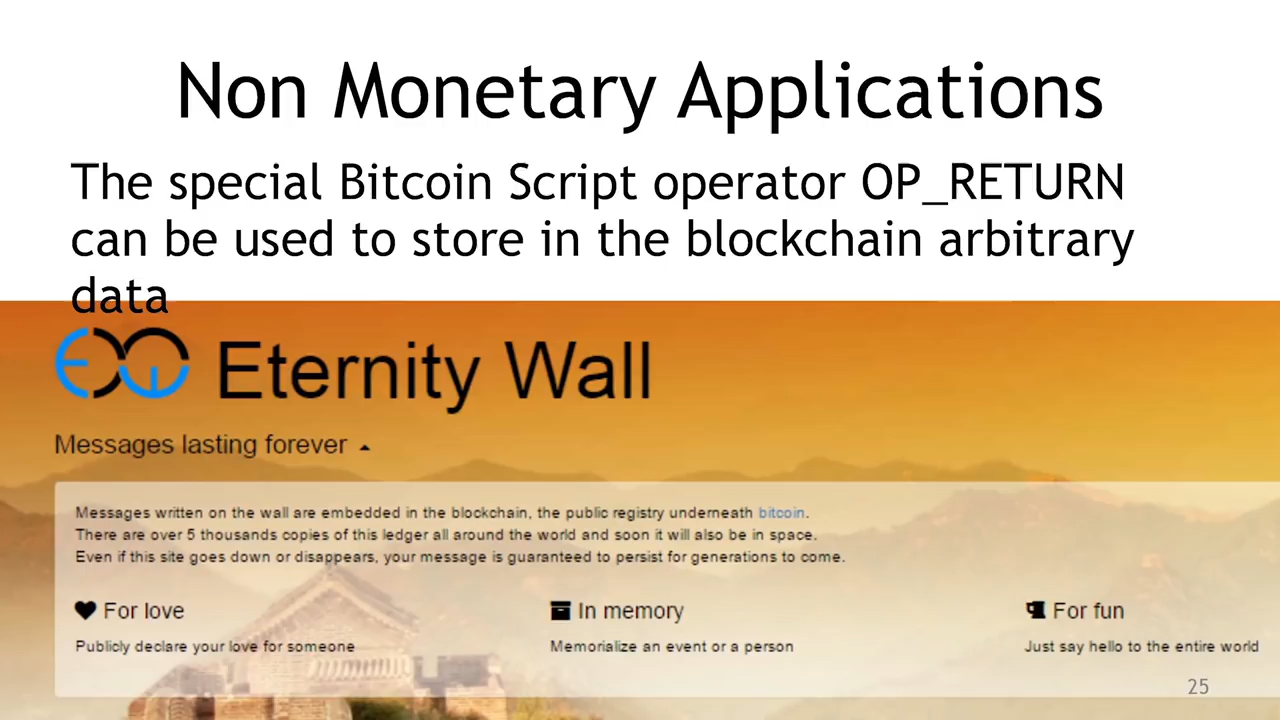 Non Monetary Applications
The special Bitcoin Script operator OP_RETURN
can be used to store in the blockchain arbitrary
data
EW Eternity Wall
Messages lasting forever
Messages written on the wall are embedded in the blockchain, the public registry underneath bitcoin.
There are over 5 thousands copies of this ledger all around the world and soon it will also be in space.
Even if this site goes down or disappears, your message is guaranteed to persist for generations to come.
For love
Publicly declare your love for someone
In memory
Memorialize an event or a person
For fun
Just say hello to the entire world
25